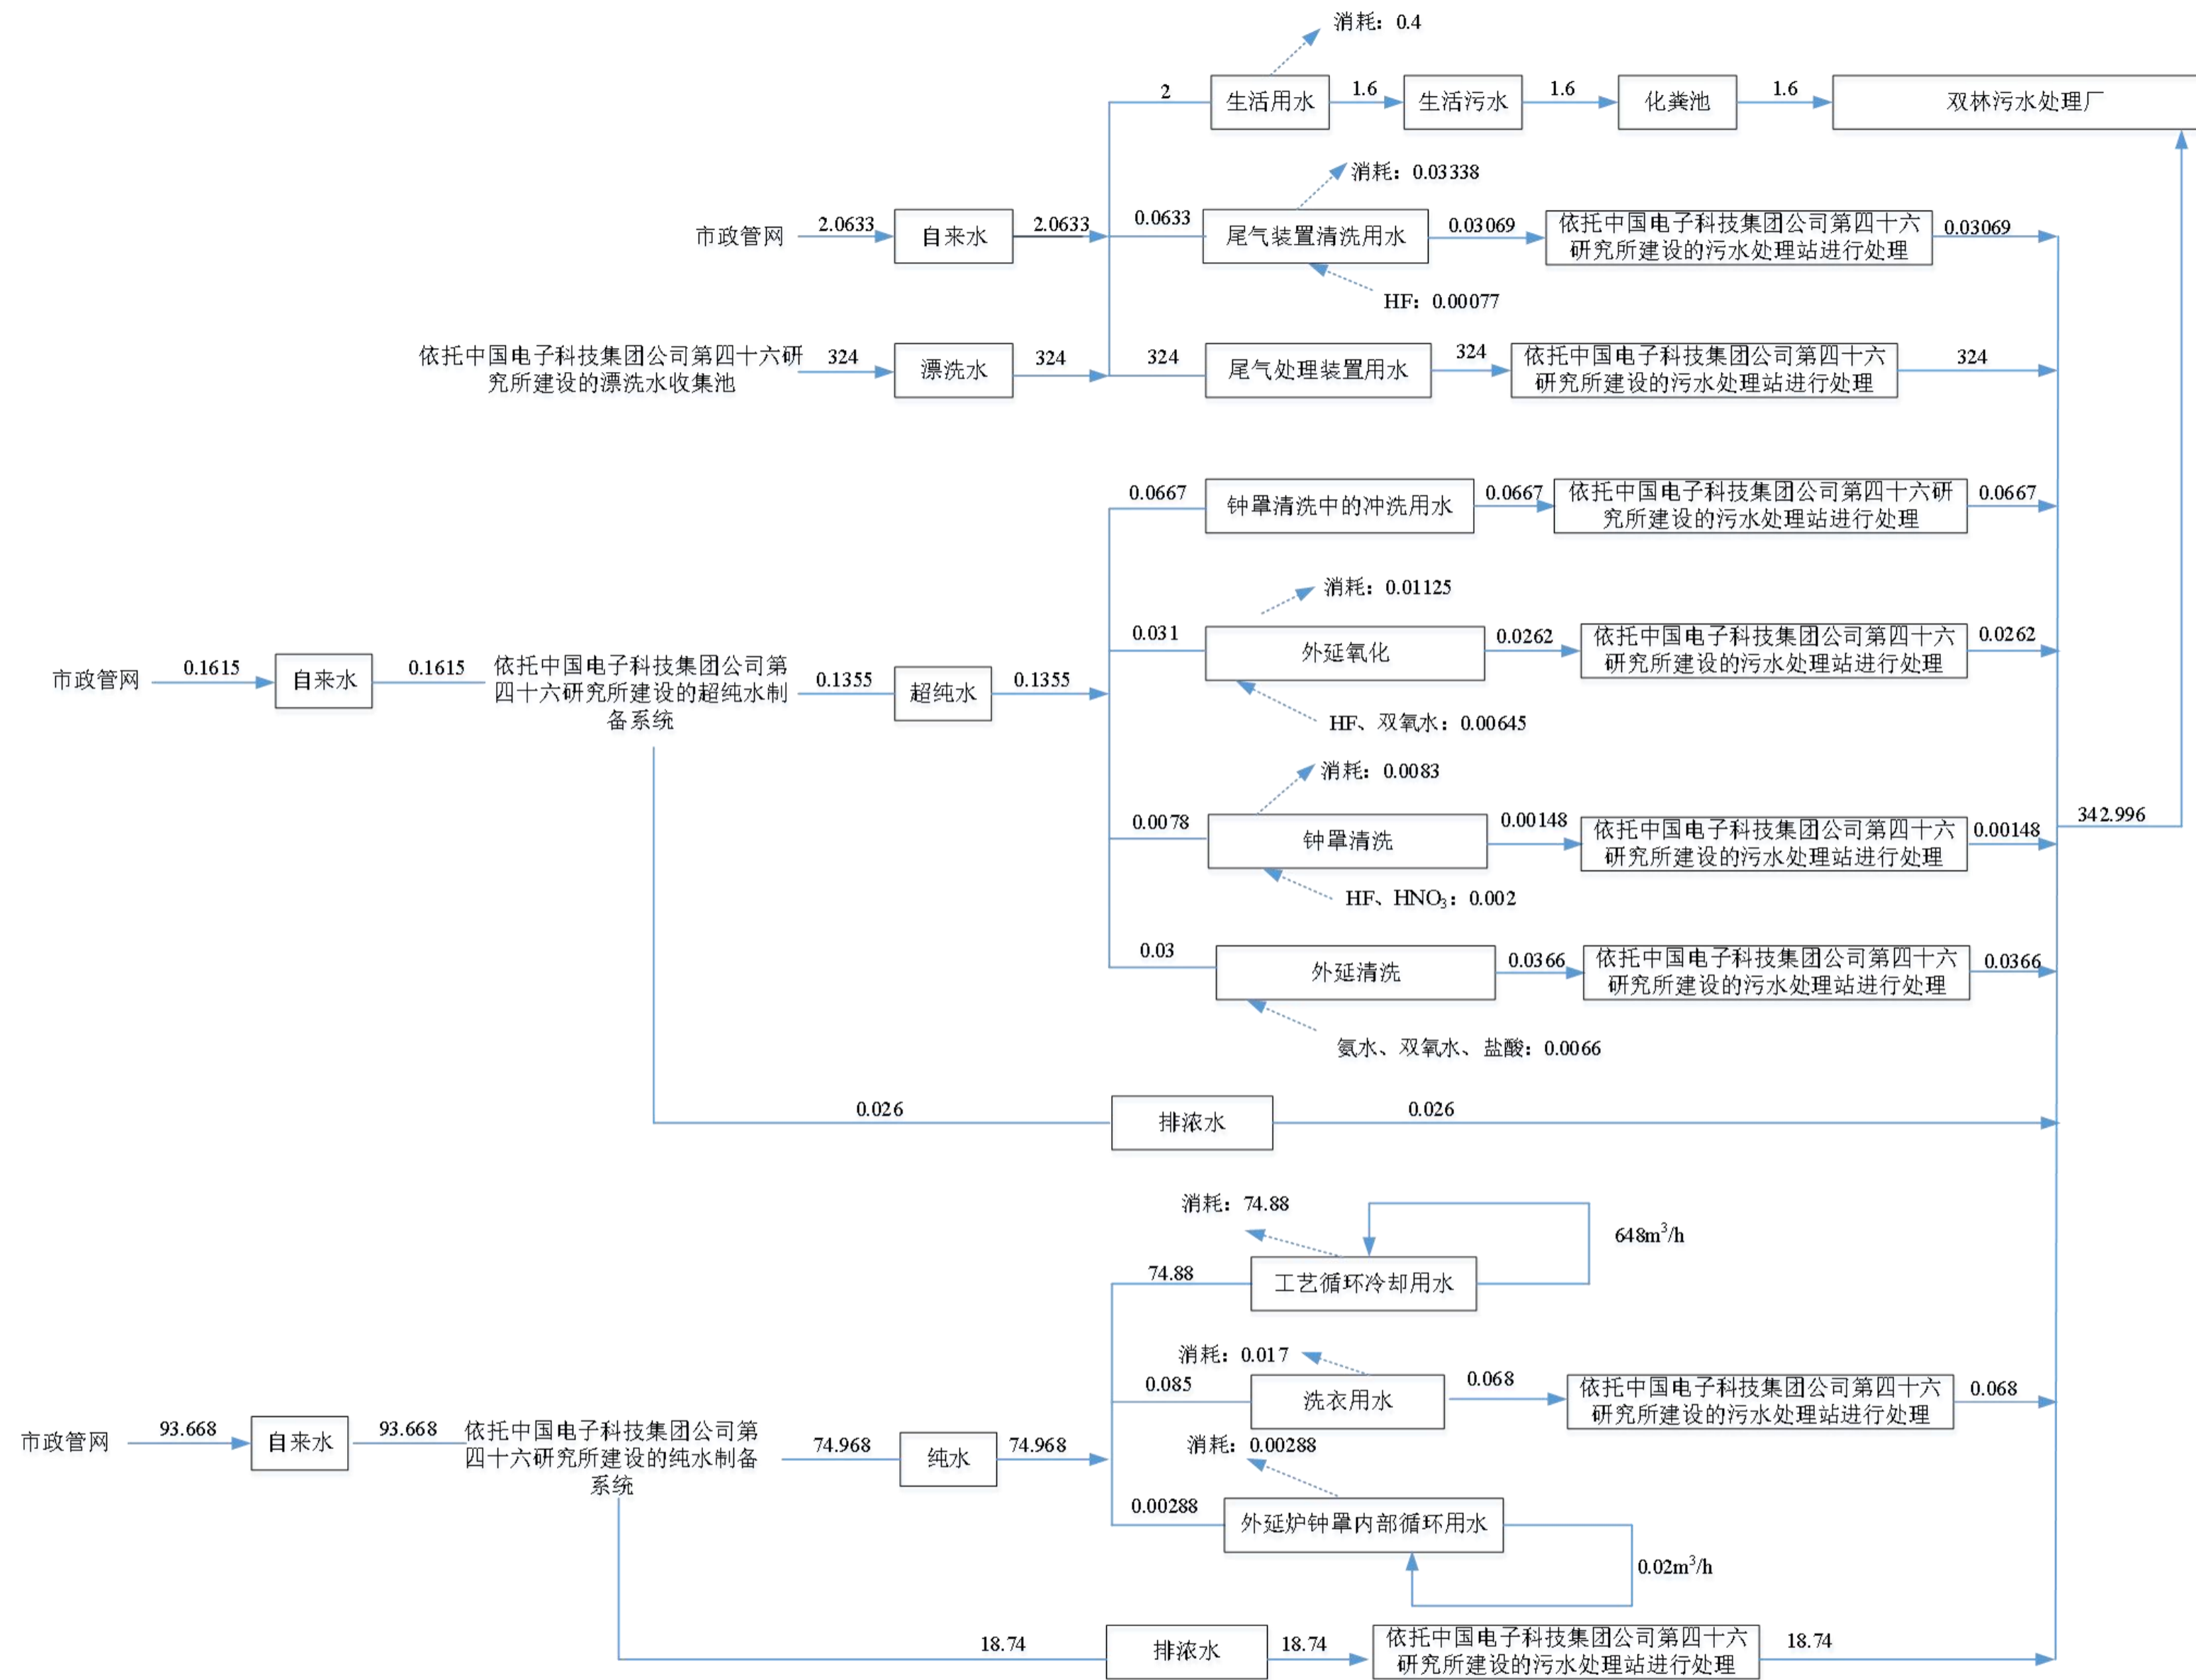 消耗：0.4
2
生活用水
1.6
生活污水
1.6
化粪池
1.6
双林污水处理厂
消耗：0.03338
市政管网
2.0633
自来水
2.0633
0.0633
尾气装置清洗用水
0.03069
依托中国电子科技集团公司第四十六
研究所建设的污水处理站进行处理
0.03069
HF：0.00077
依托中国电子科技集团公司第四十六研
究所建设的漂洗水收集池
324
漂洗水
324
324
尾气处理装置用水
324
依托中国电子科技集团公司第四十六
研究所建设的污水处理站进行处理
324
0.0667
钟罩清洗中的冲洗用水
0.0667
依托中国电子科技集团公司第四十六研
究所建设的污水处理站进行处理
0.0667
消耗：0.01125
0.031
外延氧化
0.0262
依托中国电子科技集团公司第四十六
研究所建设的污水处理站进行处理
0.0262
HF、双氧水：0.00645
市政管网
0.1615
自来水
0.1615
依托中国电子科技集团公司第
四十六研究所建设的超纯水制
备系统
0.1355
超纯水
0.1355
消耗：0.0083
0.0078
钟罩清洗
0.00148
依托中国电子科技集团公司第四十六
研究所建设的污水处理站进行处理
0.00148
342.996
HF、HNO₃：0.002
0.03
外延清洗
0.0366
依托中国电子科技集团公司第四十六
研究所建设的污水处理站进行处理
0.0366
氨水、双氧水、盐酸：0.0066
0.026
排浓水
0.026
消耗：74.88
74.88
工艺循环冷却用水
648m³/h
消耗：0.017
0.085
洗衣用水
0.068
依托中国电子科技集团公司第四十六
研究所建设的污水处理站进行处理
0.068
市政管网
93.668
自来水
93.668
依托中国电子科技集团公司第
四十六研究所建设的纯水制备
系统
74.968
纯水
74.968
消耗：0.00288
0.00288
外延炉钟罩内部循环用水
0.02m³/h
18.74
排浓水
18.74
依托中国电子科技集团公司第四十六
研究所建设的污水处理站进行处理
18.74